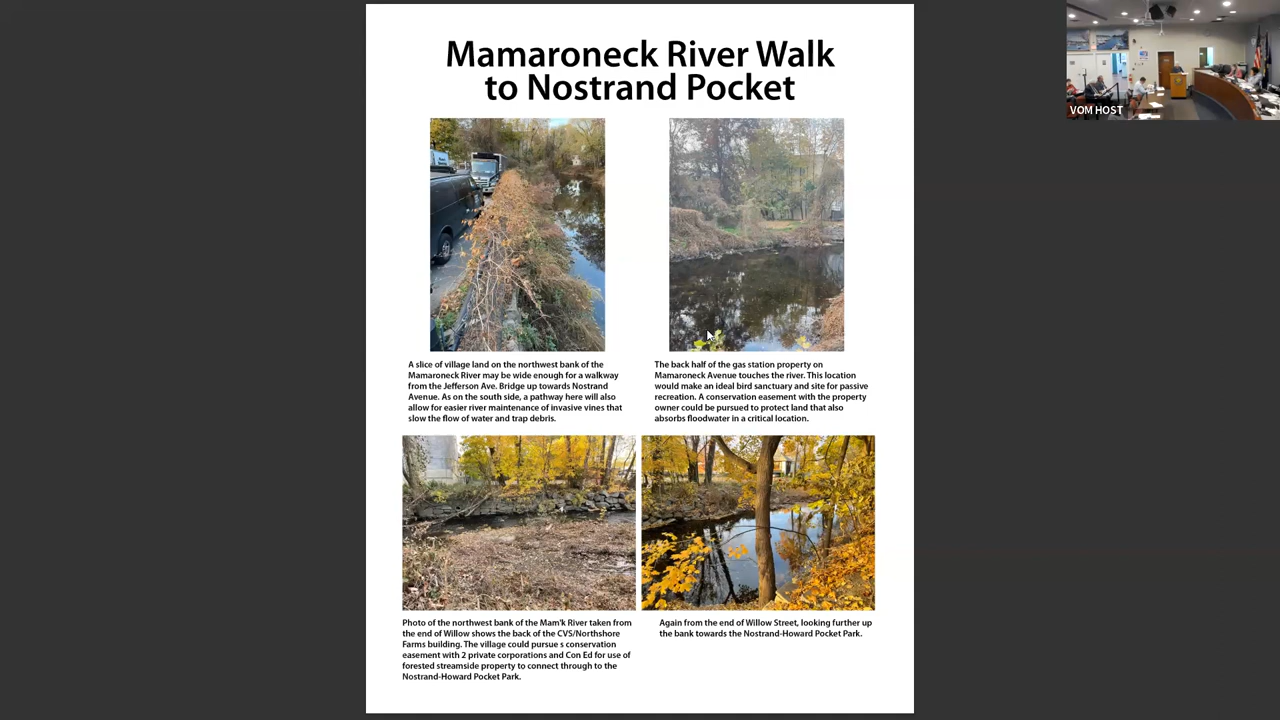 Mamaroneck River Walk
to Nostrand Pocket
VOM HOST
A slice of village land on the northwest bank of the
Mamaroneck River may be wide enough for a walkway
from the Jefferson Ave. Bridge up towards Nostrand
Avenue. As on the south side, a pathway here will also
allow for easier river maintenance of invasive vines that
slow the flow of water and trap debris.
The back half of the gas station property on
Mamaroneck Avenue touches the river. This location
would make an ideal bird sanctuary and site for passive
recreation. A conservation easement with the property
owner could be pursued to protect land that also
absorbs floodwater in a critical location.
Photo of the northwest bank of the Mam'k River taken from
the end of Willow shows the back of the CVS/Northshore
Farms building. The village could pursue s conservation
easement with 2 private corporations and Con Ed for use of
forested streamside property to connect through to the
Nostrand-Howard Pocket Park.
Again from the end of Willow Street, looking further up
the bank towards the Nostrand-Howard Pocket Park.